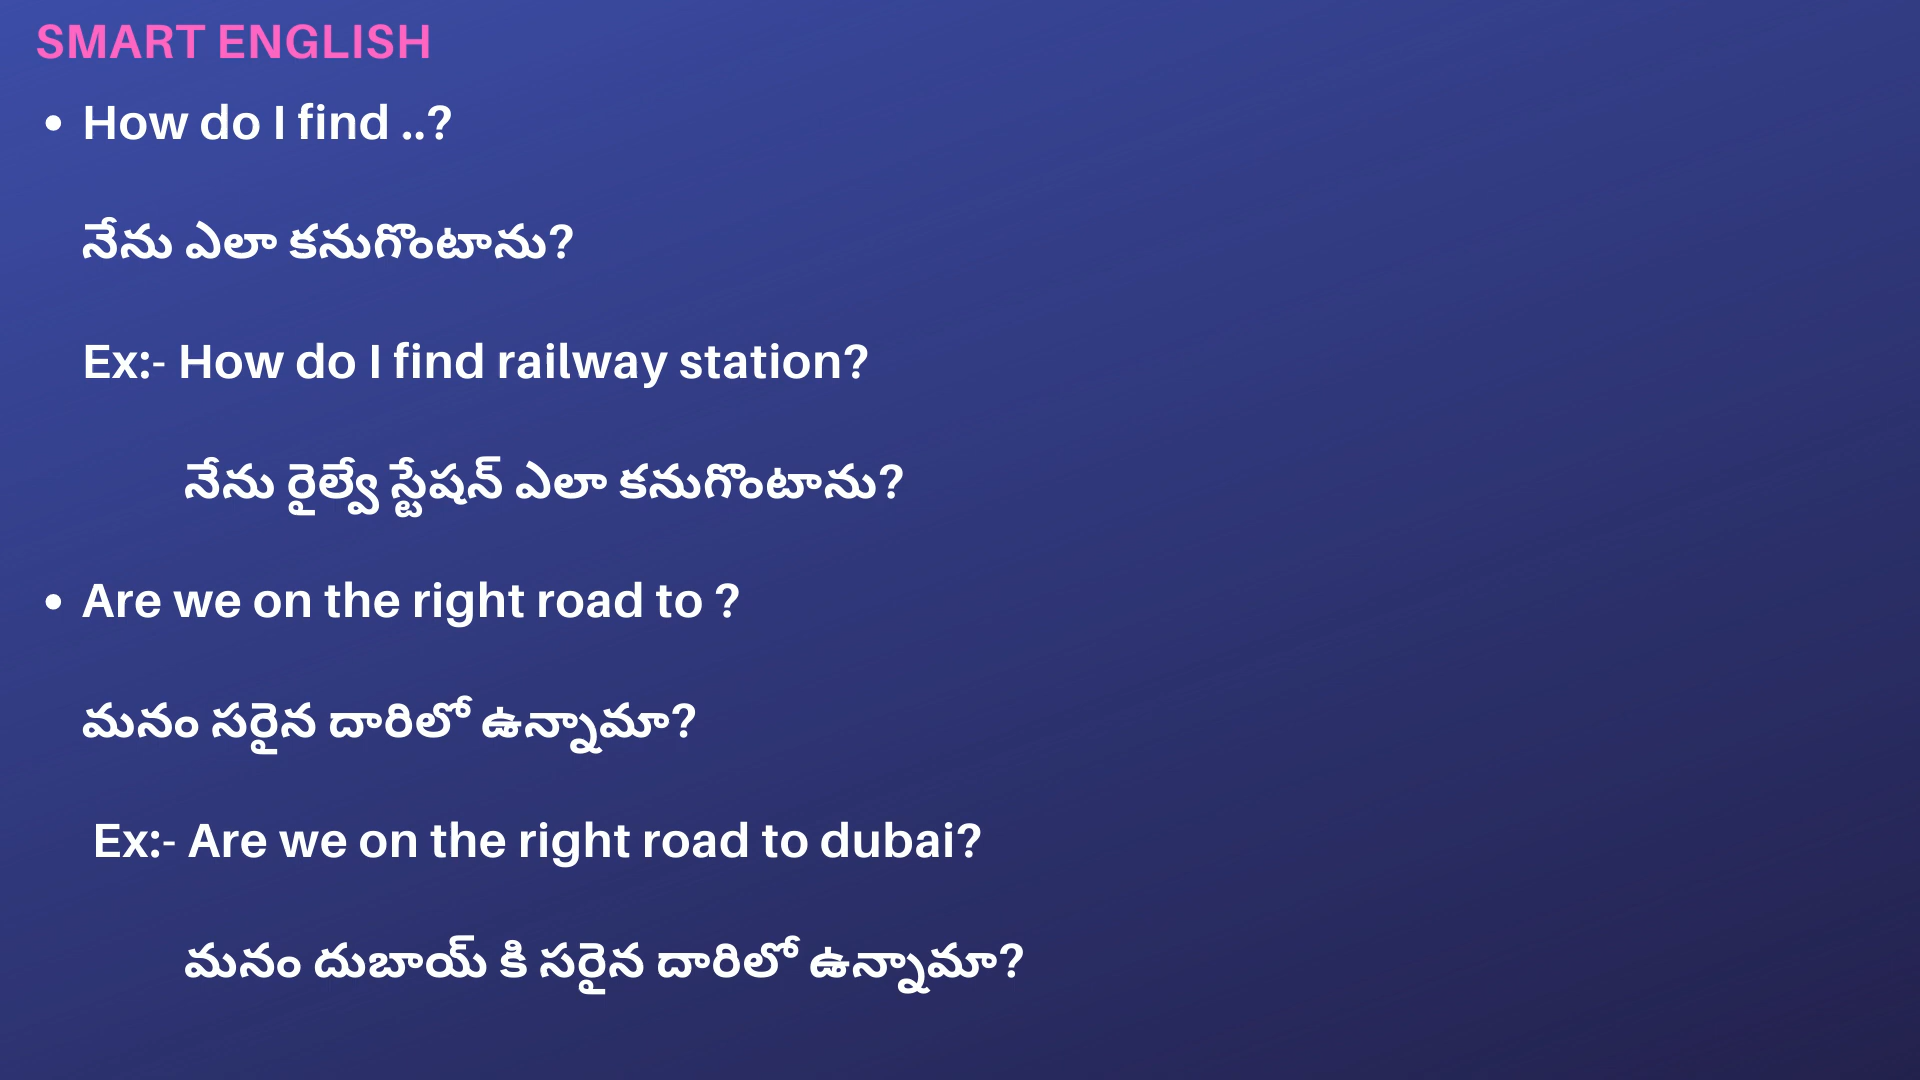 SMART ENGLISH
• How do I find ..?
నేను ఎలా కనుగొంటాను?
Ex:- How do I find railway station?
నేను రైల్వే స్టేషన్ ఎలా కనుగొంటాను?
• Are we on the right road to ?
మనం సరైన దారిలో ఉన్నామా?
Ex:- Are we on the right road to dubai?
మనం దుబాయ్ కి సరైన దారిలో ఉన్నామా?